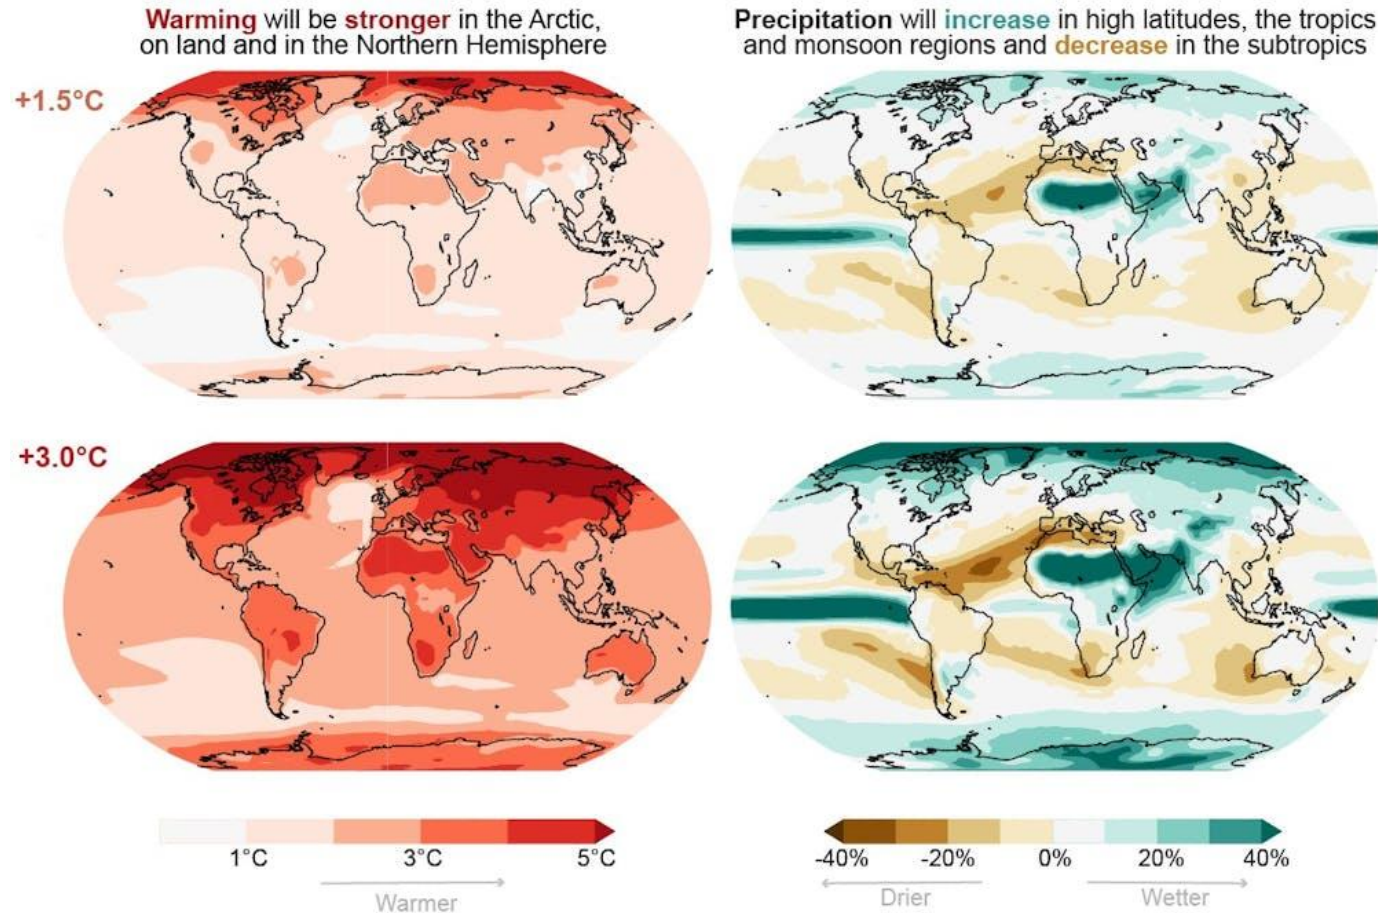 Warming will be stronger in the Arctic,
on land and in the Northern Hemisphere
Precipitation will increase in high latitudes, the tropics
and monsoon regions and decrease in the subtropics
+1.5°C
+3.0°C
1°C 3°C 5°C
Warmer
-40% -20% 0% 20% 40%
Drier Wetter